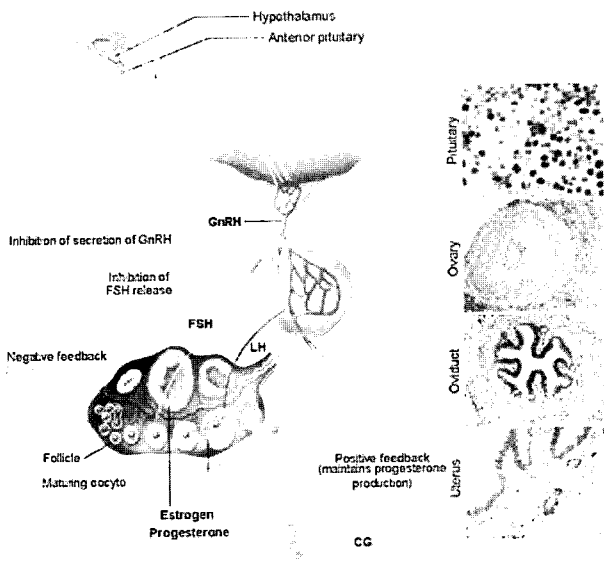 Hypothalamus
Anterior pituitary
GnRH
Inhibition of secretion of GnRH
Inhibition of
FSH release
FSH
LH
Negative feedback
Follicle
Maturing oocyte
Estrogen
Progesterone
Positive feedback
(maintains progesterone
production)
CG
Pituitary
Ovary
Oviduct
Uterus